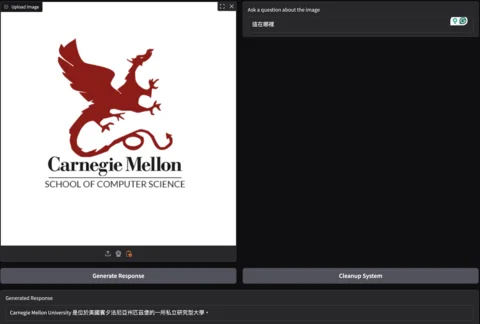 Upload Image
Ask a question about the image
這在哪裡
Carnegie Mellon
SCHOOL OF COMPUTER SCIENCE
Generate Response
Cleanup System
Generated Response
Carnegie Mellon University 是位於美國賓夕法尼亞州匹茲堡的一所私立研究型大學。